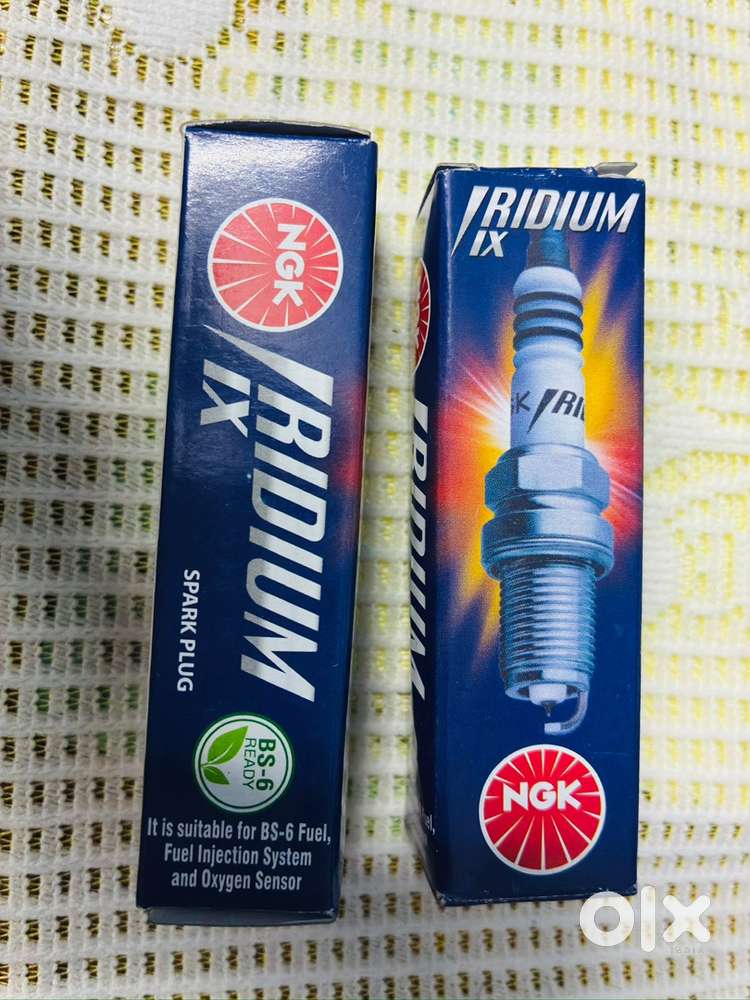 NGK
IRIDIUM
IX
SPARK PLUG
BS-6
READY
It is suitable for BS-6 Fuel,
Fuel Injection System
and Oxygen Sensor
IRIDIUM
IX
NGK
IRIDIUM
olx